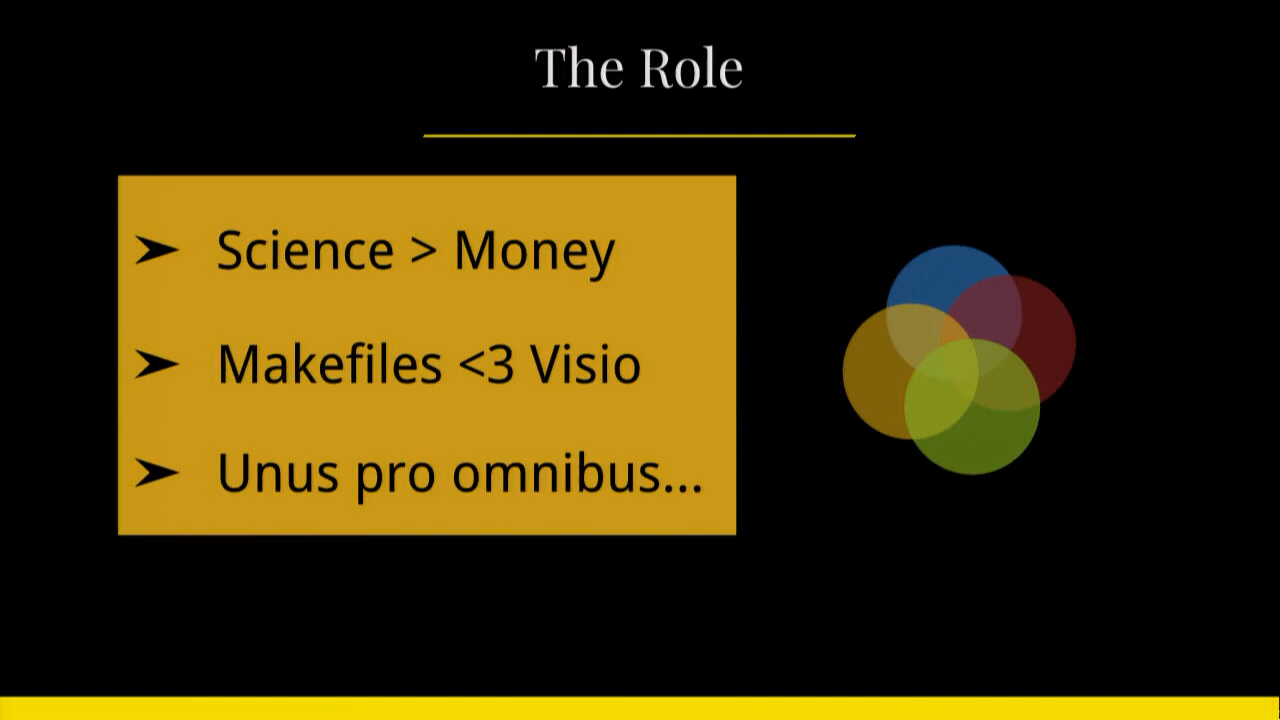 The Role
➤ Science > Money
➤ Makefiles <3 Visio
➤ Unus pro omnibus...